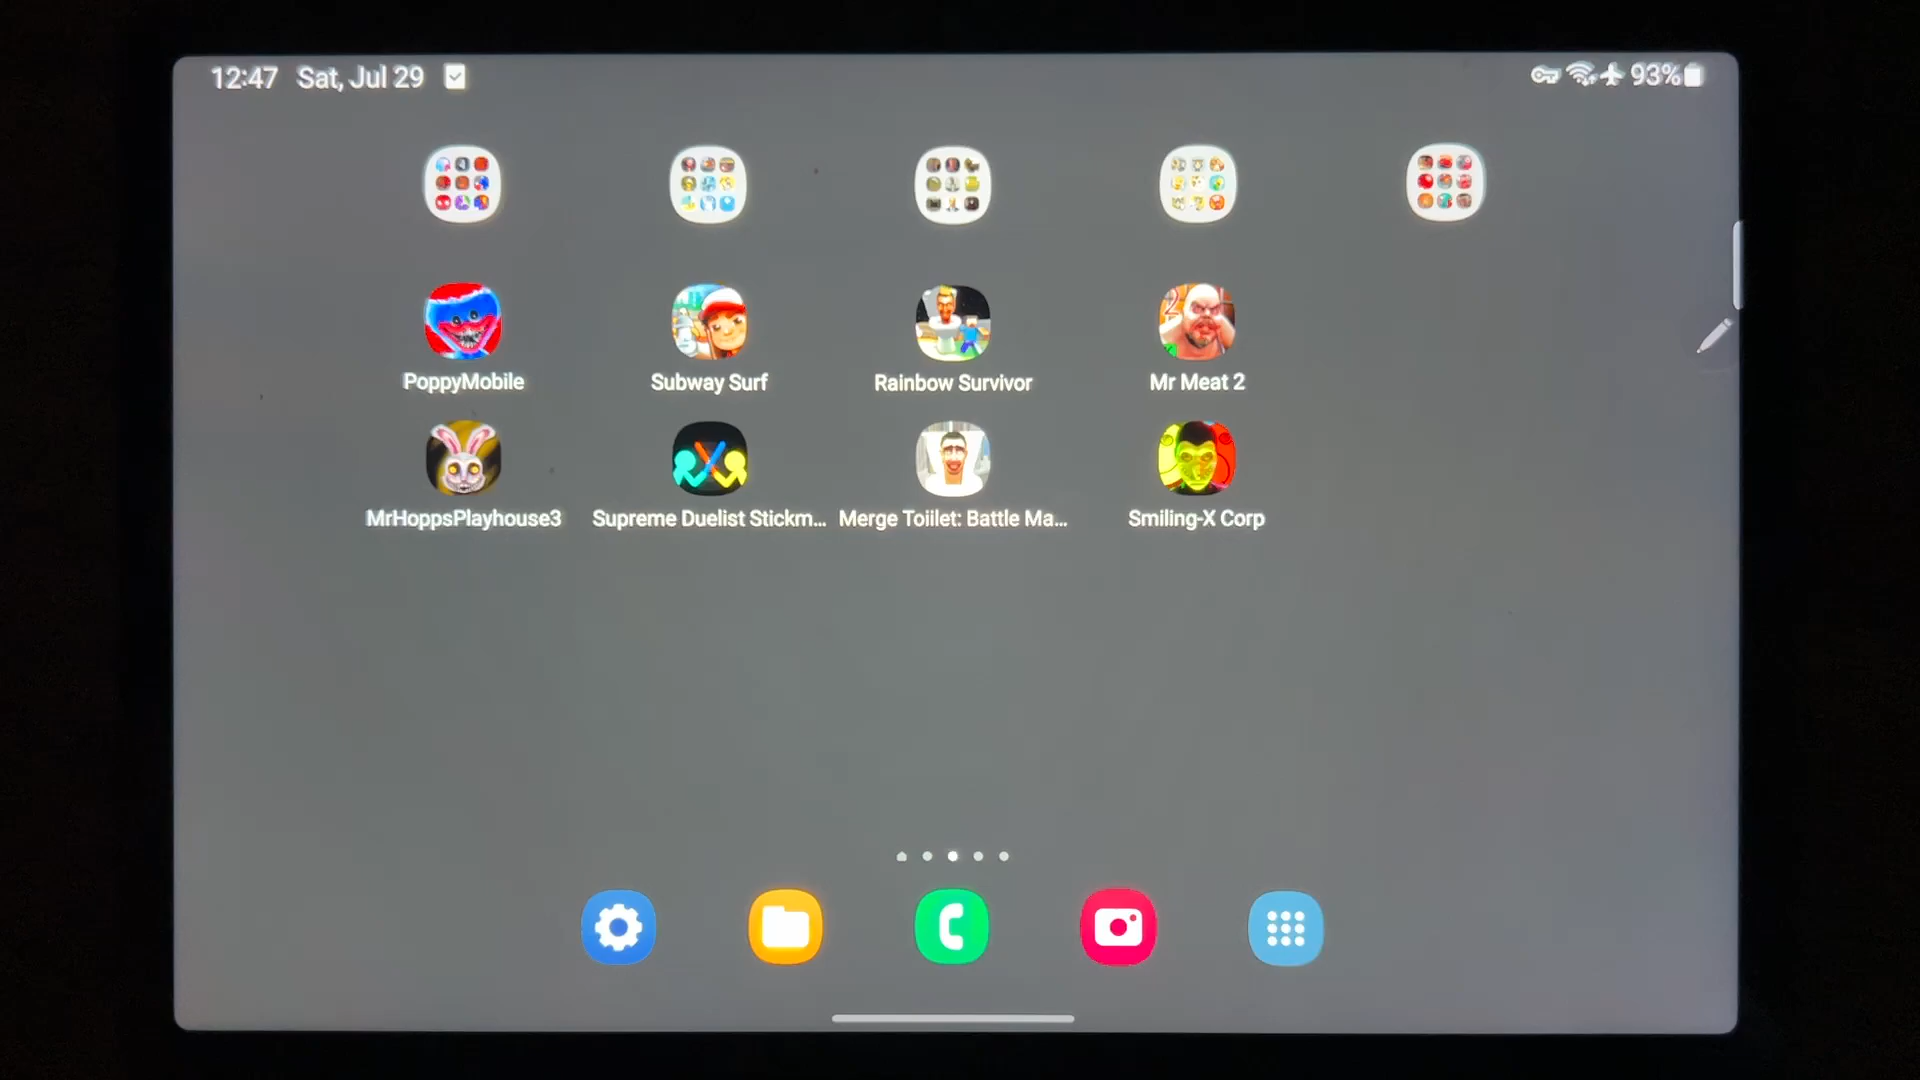 12:47 Sat, Jul 29
93%
PoppyMobile
Subway Surf
Rainbow Survivor
Mr Meat 2
MrHoppsPlayhouse3
Supreme Duelist Stickm...
Merge Toiilet: Battle Ma...
Smiling-X Corp